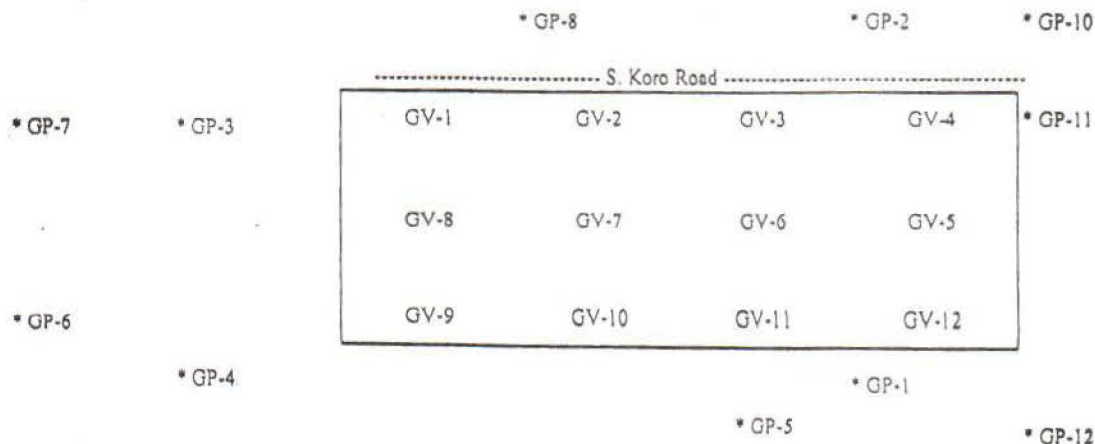 * GP-8 * GP-2 * GP-10
S. Koro Road
* GP-7 * GP-3 GV-1 GV-2 GV-3 GV-4 * GP-11
GV-8 GV-7 GV-6 GV-5
* GP-6 GV-9 GV-10 GV-11 GV-12
* GP-4 * GP-1
* GP-5 * GP-12